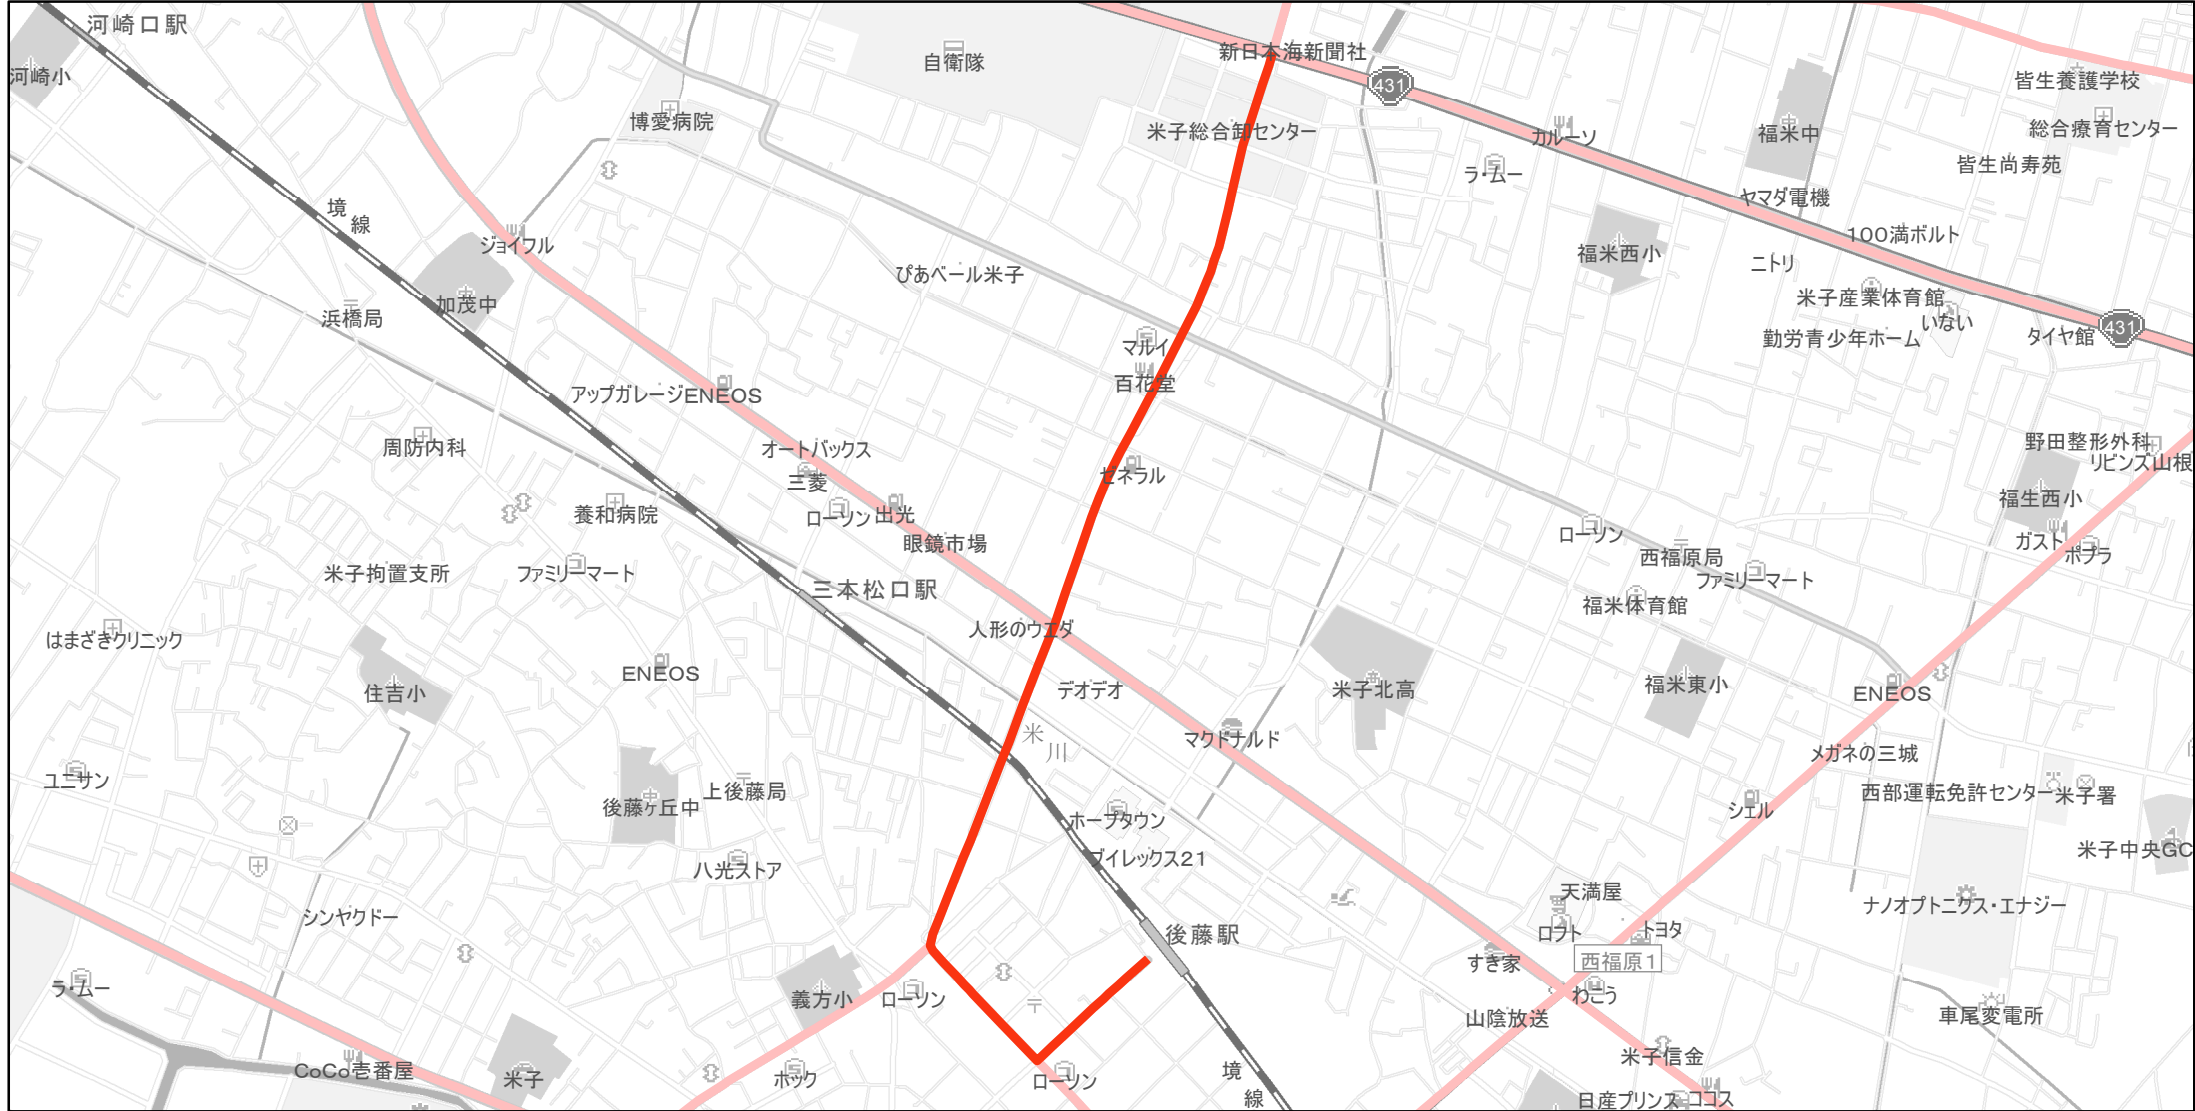 河崎口駅
河崎小
自衛隊
新日本海新聞社
431
皆生養護学校
博愛病院
米子総合卸センター
カルーソ
福米中
総合療育センター
ラ・ムー
皆生尚寿苑
境
線
ヤマダ電機
ジョイフル
福米西小
100満ボルト
ニトリ
ぴあベール米子
加茂中
浜橋局
米子産業体育館
いない
勤労青少年ホーム
タイヤ館
431
マルイ
百花堂
アップガレージ
ENEOS
周防内科
オートバックス
三菱
ゼネラル
野田整形外科
リビンズ山根
福生西小
養和病院
ローソン
出光
眼鏡市場
ローソン
西福原局
ガスト
ポプラ
米子拘置支所
ファミリーマート
三本松口駅
ファミリーマート
福米体育館
はまざきクリニック
人形のウエダ
ENEOS
住吉小
デオデオ
米子北高
福米東小
ENEOS
米
川
マクドナルド
メガネの三城
ユニサン
後藤ヶ丘中
上後藤局
ホープタウン
シェル
西部運転免許センター
米子署
ブイレックス21
八光ストア
米子中央GC
天満屋
シンヤクドー
後藤駅
ロフト
トヨタ
ナノオプトニクス・エナジー
西福原1
すき家
ラ・ムー
義方小
ローソン
わこう
山陰放送
車尾変電所
CoCo壱番屋
米子
ホック
ローソン
境
線
米子信金
日産プリンス
ココス